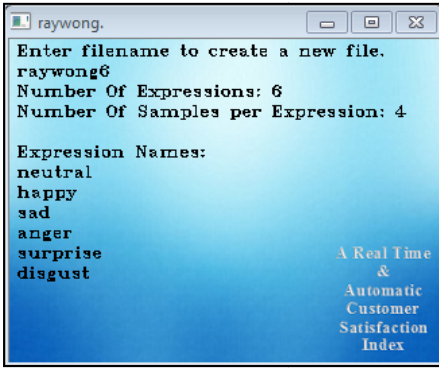 raywong.
Enter filename to create a new file.
raywong6
Number Of Expressions: 6
Number Of Samples per Expression: 4
Expression Names:
neutral
happy
sad
anger
surprise
disgust
A Real Time
&
Automatic
Customer
Satisfaction
Index